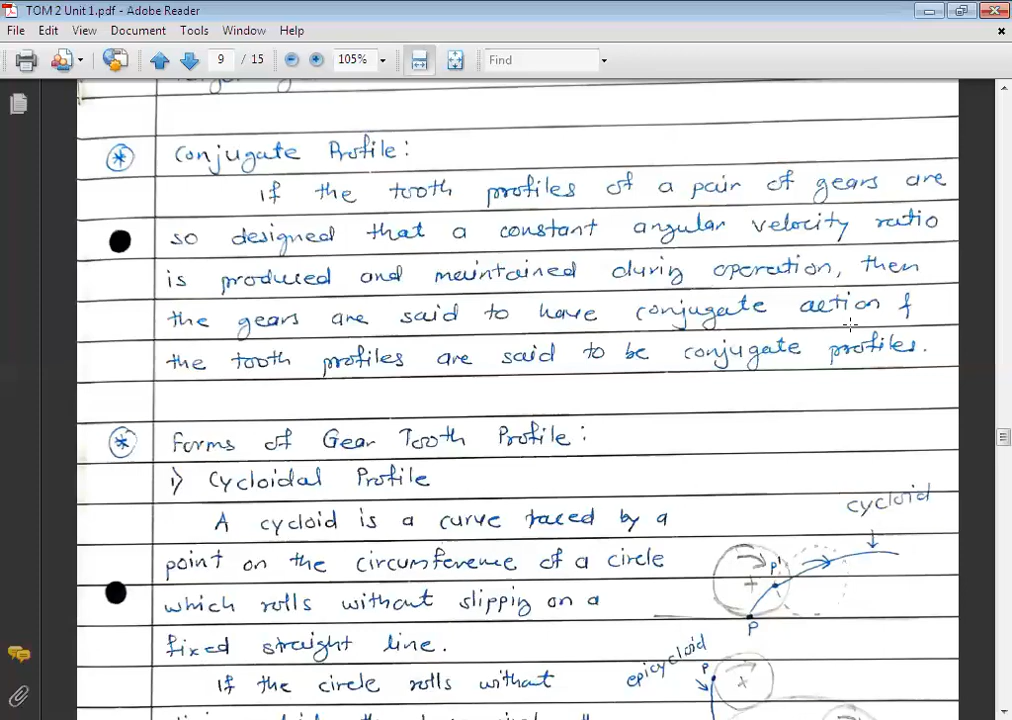 TOM 2 Unit 1.pdf - Adobe Reader
File Edit View Document Tools Window Help
9 / 15 105% Find
Conjugate Profile:
If the tooth profiles of a pair of gears are
so designed that a constant angular velocity ratio
is produced and maintained during operation, then
the gears are said to have conjugate action &
the tooth profiles are said to be conjugate profiles.
Forms of Gear Tooth Profile:
i) Cycloidal Profile
A cycloid is a curve traced by a
point on the circumference of a circle
which rolls without slippig on a
fixed straight line.
If the circle rolls without
cycloid
P'
P
epicycloid
P